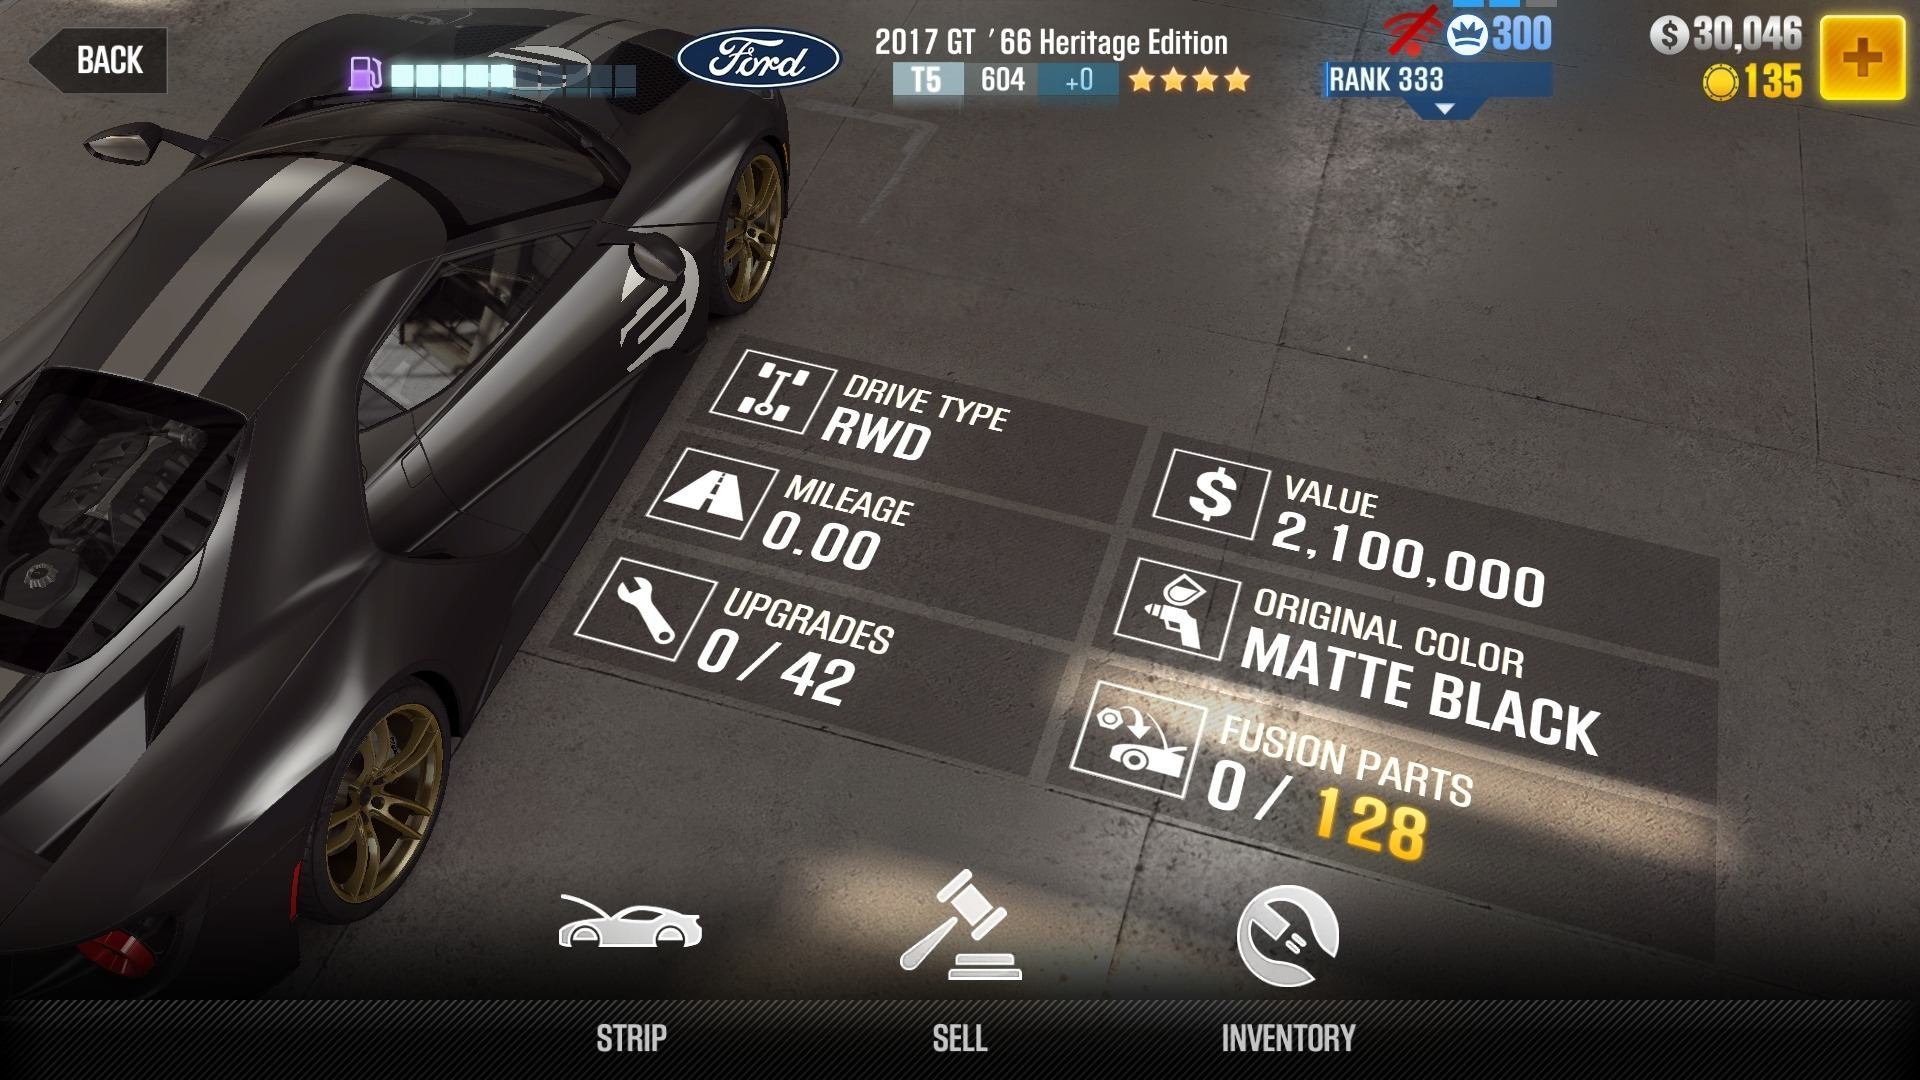 BACK
Ford
2017 GT '66 Heritage Edition
T5 604 +0
300
RANK 333
30,046
135
DRIVE TYPE
RWD
MILEAGE
0.00
UPGRADES
0/42
VALUE
2,100,000
ORIGINAL COLOR
MATTE BLACK
FUSION PARTS
0/128
STRIP
SELL
INVENTORY